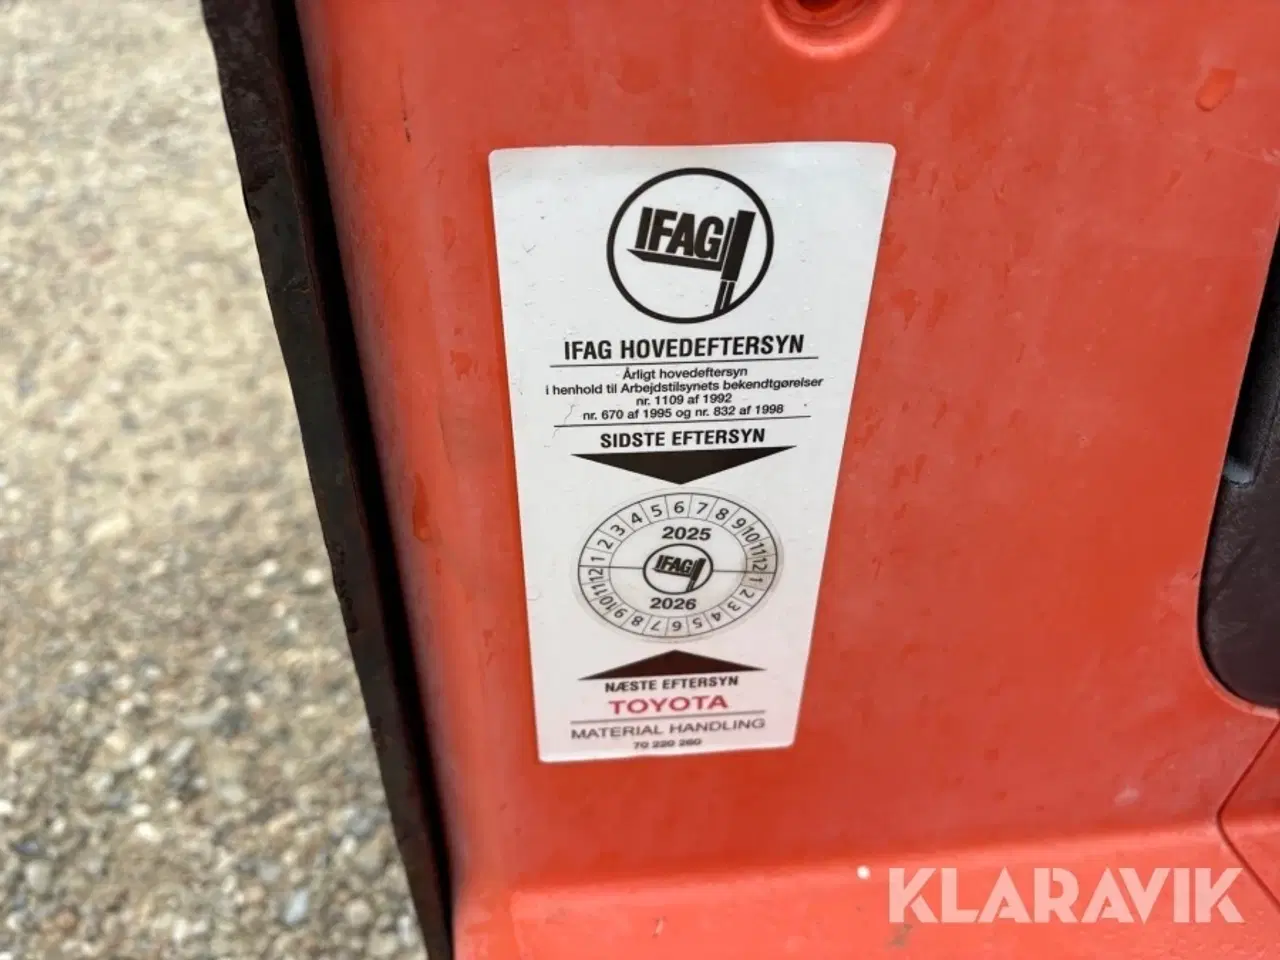 IFAG
IFAG HOVEDEFTERSYN
Årligt hovedeftersyn
i henhold til Arbejdstilsynets bekendtgørelser
nr. 1109 af 1992
nr. 670 af 1995 og nr. 832 af 1998
SIDSTE EFTERSYN
1 2 3 4 5 6 7 8 9 10 11 12
2025
IFAG
2026
12 11 10 9 8 7 6 5 4 3 2 1
NÆSTE EFTERSYN
TOYOTA
MATERIAL HANDLING
70 220 260
KLARAVIK